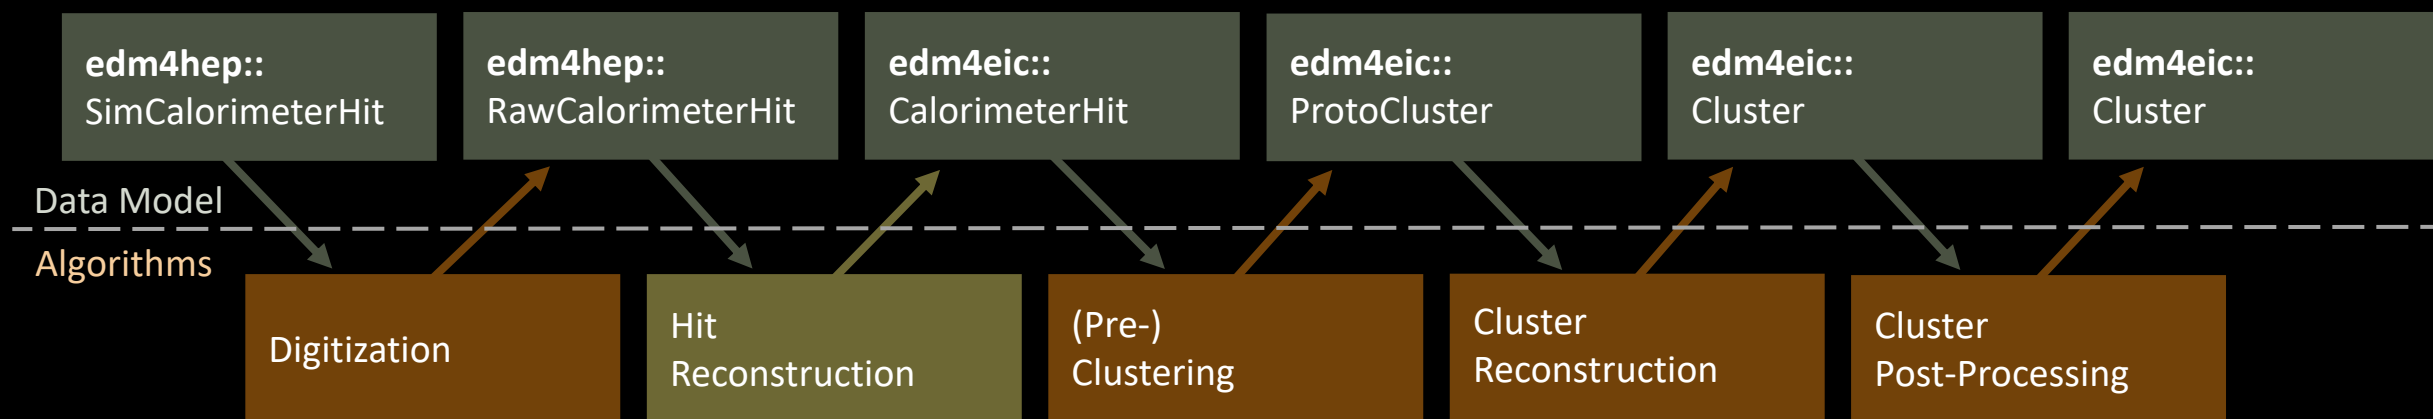 edm4hep::
SimCalorimeterHit
edm4hep::
RawCalorimeterHit
edm4eic::
CalorimeterHit
edm4eic::
ProtoCluster
edm4eic::
Cluster
edm4eic::
Cluster
Data Model
Algorithms
Digitization
Hit
Reconstruction
(Pre-)
Clustering
Cluster
Reconstruction
Cluster
Post-Processing